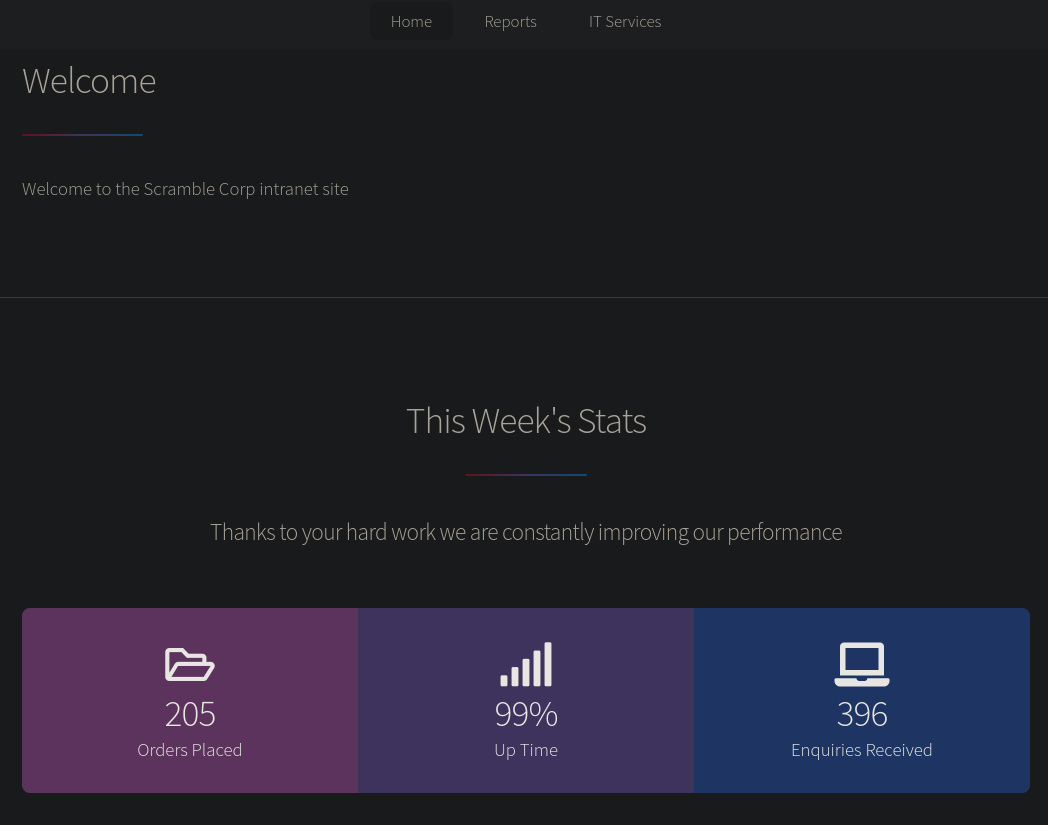 Home Reports IT Services
Welcome
Welcome to the Scramble Corp intranet site
This Week's Stats
Thanks to your hard work we are constantly improving our performance
205 99% 396
Orders Placed Up Time Enquiries Received